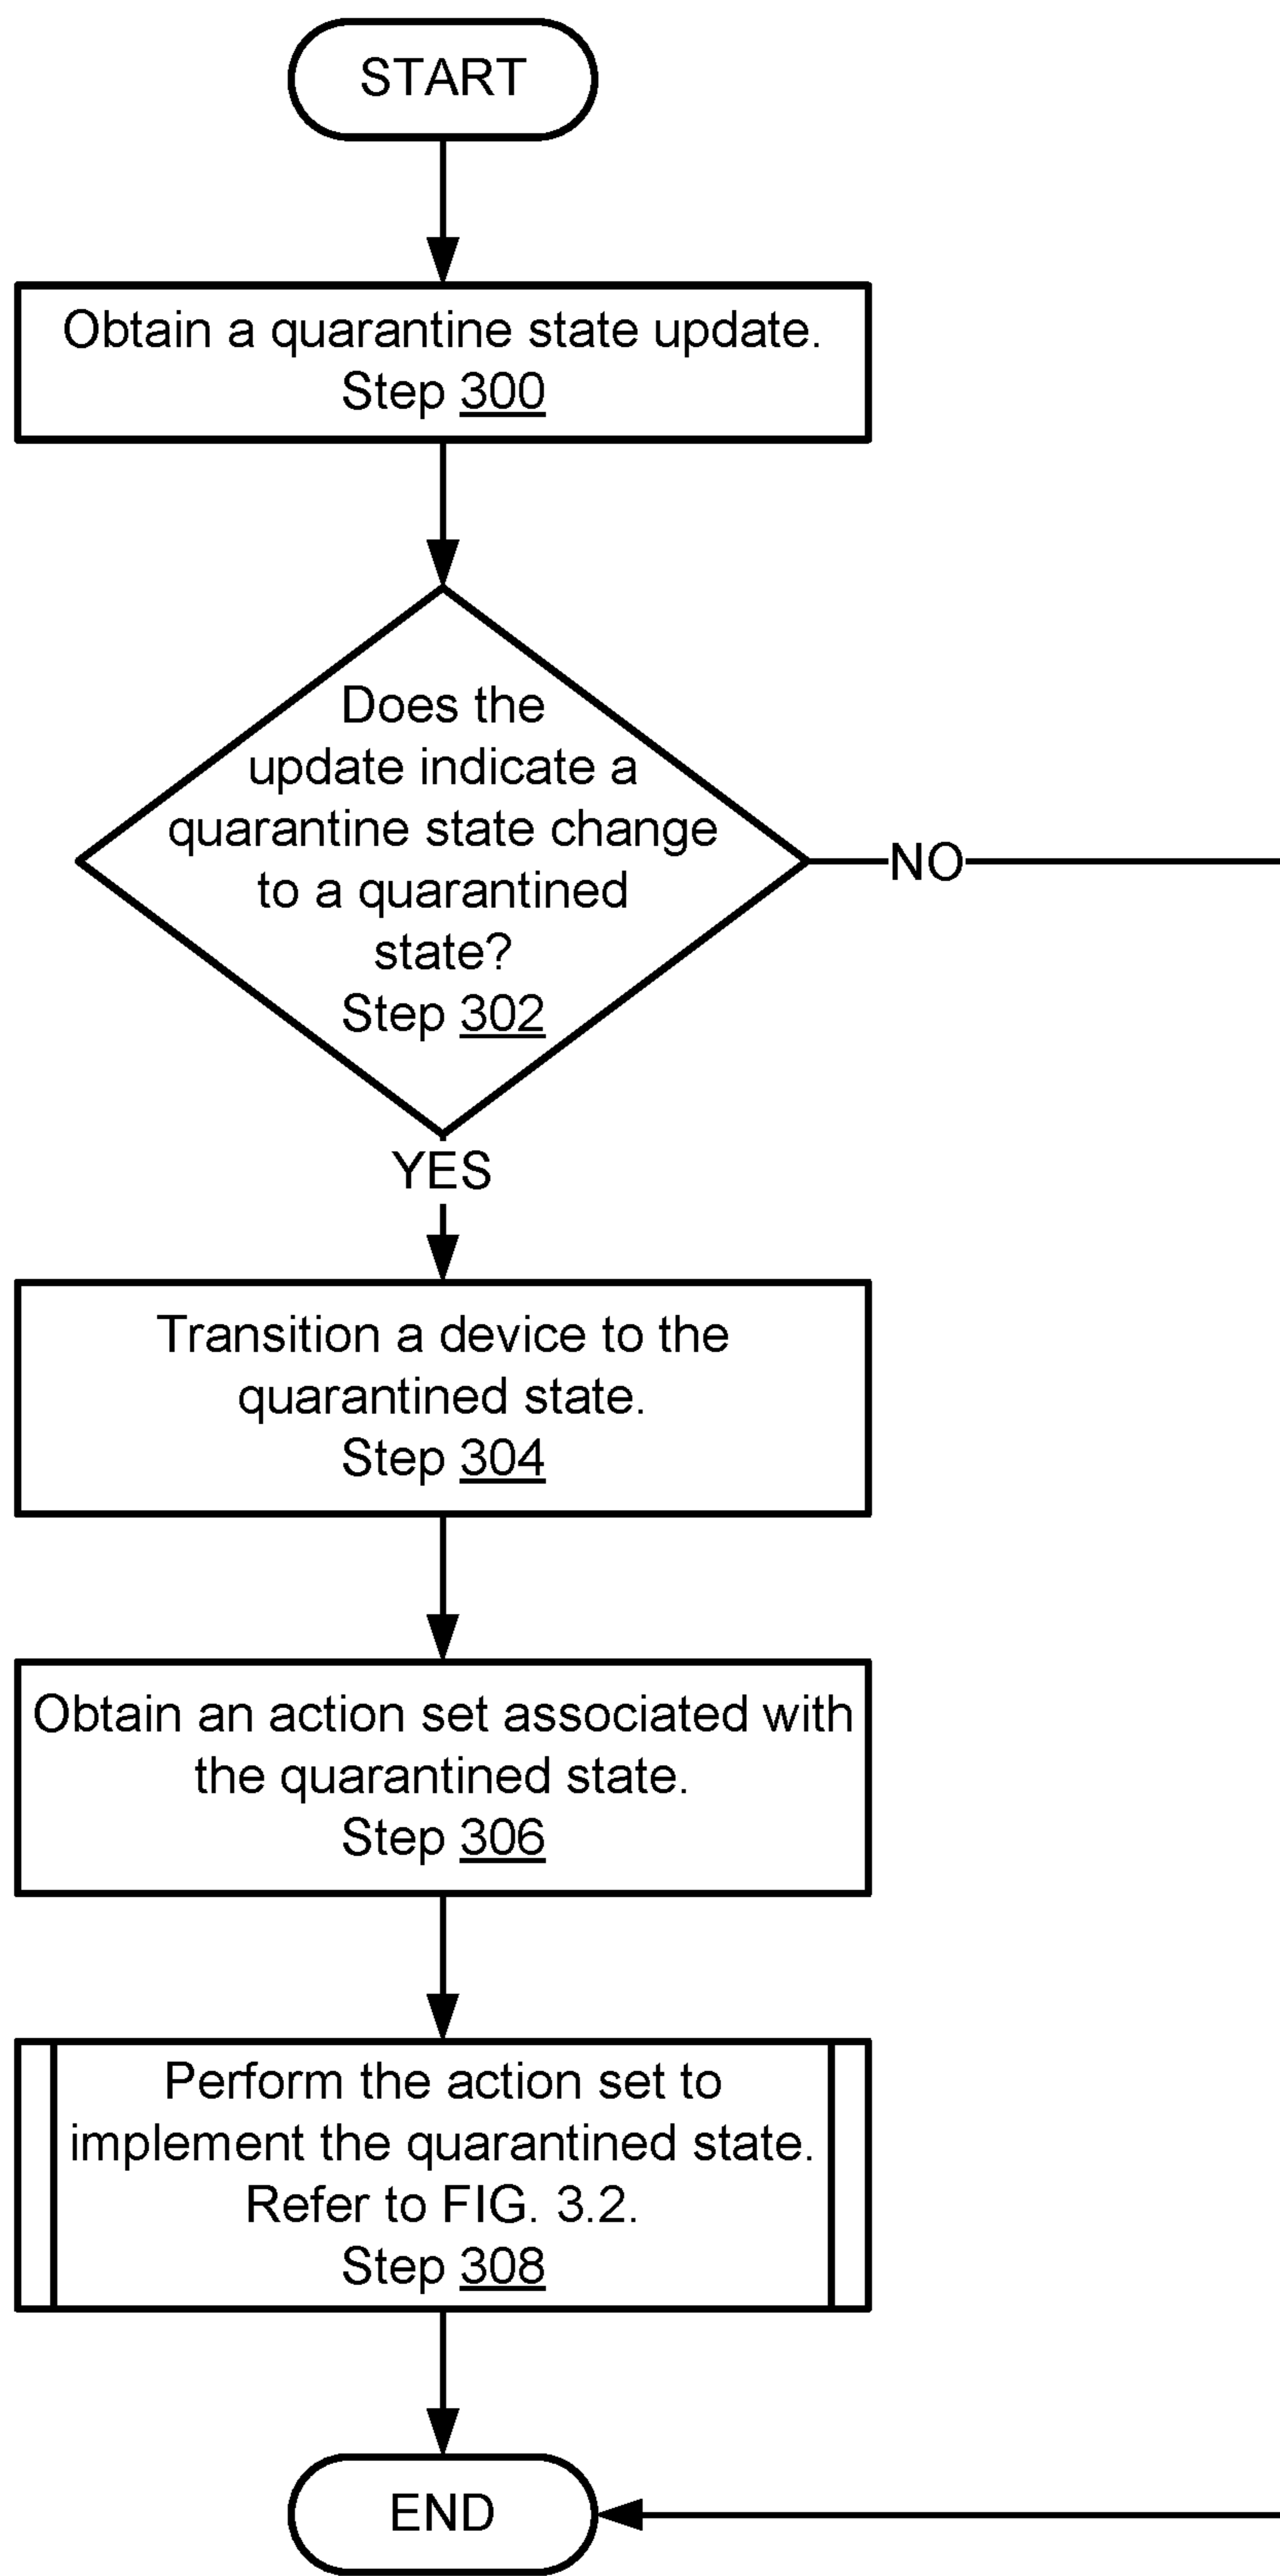 START
Obtain a quarantine state update.
Step 300
Does the
update indicate a
quarantine state change
to a quarantined
state?
Step 302
NO
YES
Transition a device to the
quarantined state.
Step 304
Obtain an action set associated with
the quarantined state.
Step 306
Perform the action set to
implement the quarantined state.
Refer to FIG. 3.2.
Step 308
END